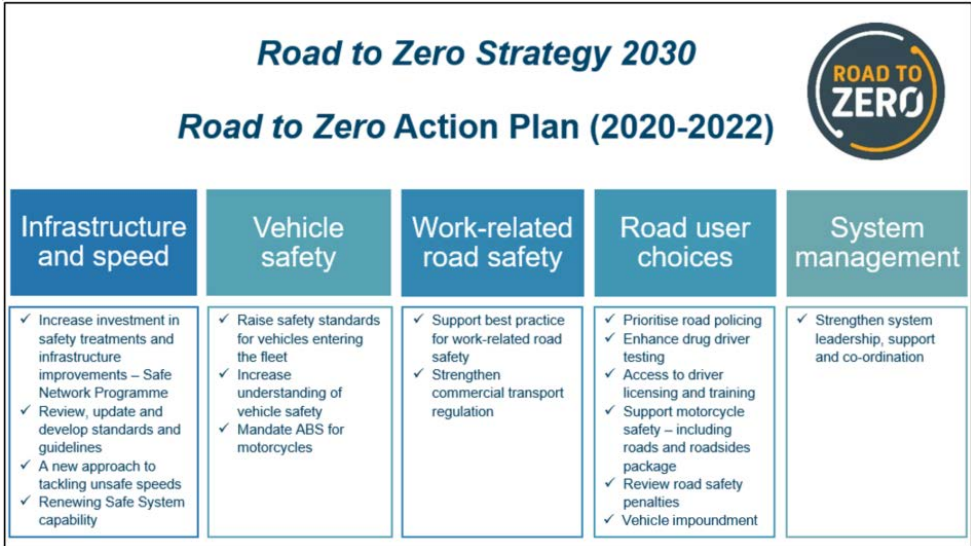 Road to Zero Strategy 2030
Road to Zero Action Plan (2020-2022)
ROAD TO
ZERO
Infrastructure
and speed
✓ Increase investment in
safety treatments and
infrastructure
improvements – Safe
Network Programme
✓ Review, update and
develop standards and
guidelines
✓ A new approach to
tackling unsafe speeds
✓ Renewing Safe System
capability
Vehicle
safety
✓ Raise safety standards
for vehicles entering
the fleet
✓ Increase
understanding of
vehicle safety
✓ Mandate ABS for
motorcycles
Work-related
road safety
✓ Support best practice
for work-related road
safety
✓ Strengthen
commercial transport
regulation
Road user
choices
✓ Prioritise road policing
✓ Enhance drug driver
testing
✓ Access to driver
licensing and training
✓ Support motorcycle
safety – including
roads and roadsides
package
✓ Review road safety
penalties
✓ Vehicle impoundment
System
management
✓ Strengthen system
leadership, support
and co-ordination